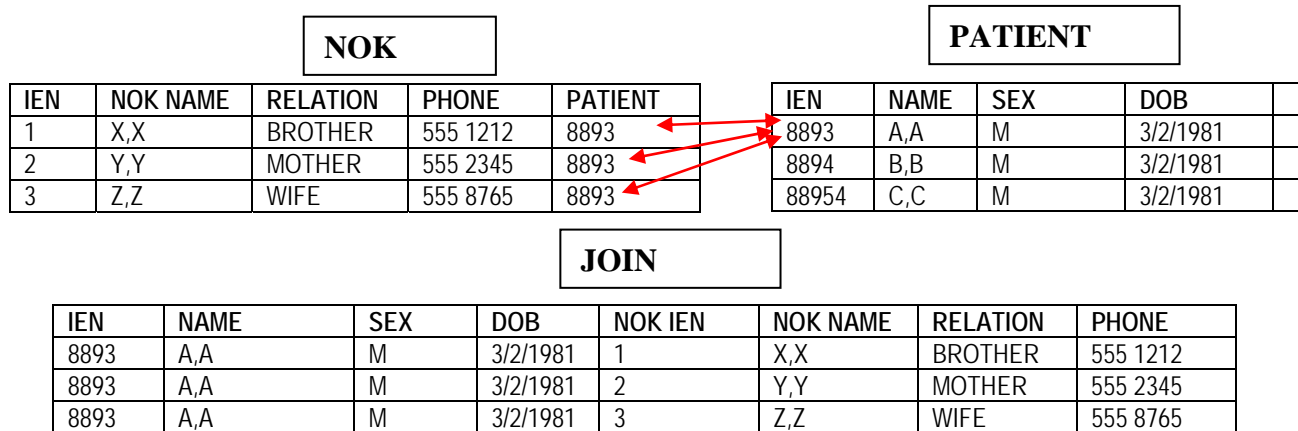 NOK
IEN NOK NAME RELATION PHONE PATIENT
1 X,X BROTHER 555 1212 8893
2 Y,Y MOTHER 555 2345 8893
3 Z,Z WIFE 555 8765 8893
PATIENT
IEN NAME SEX DOB
8893 A,A M 3/2/1981
8894 B,B M 3/2/1981
88954 C,C M 3/2/1981
JOIN
IEN NAME SEX DOB NOK IEN NOK NAME RELATION PHONE
8893 A,A M 3/2/1981 1 X,X BROTHER 555 1212
8893 A,A M 3/2/1981 2 Y,Y MOTHER 555 2345
8893 A,A M 3/2/1981 3 Z,Z WIFE 555 8765